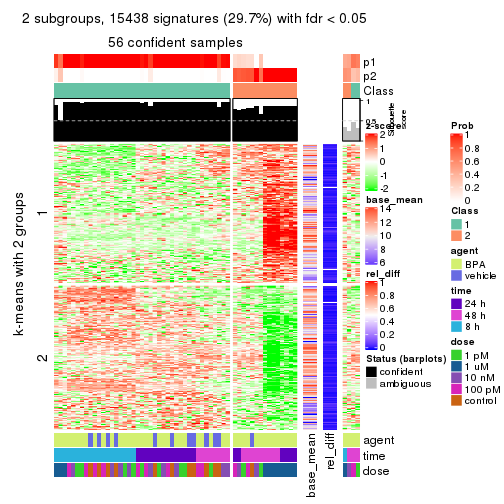 2 subgroups, 15438 signatures (29.7%) with fdr < 0.05
56 confident samples
p1
p2
Class
1
0.5
0
Silhouette
score
k-means with 2 groups
1
2
z-score
2
1
0
-1
-2
base_mean
14
12
10
8
6
rel_diff
1
0.8
0.6
0.4
0.2
0
Status (barplots)
confident
ambiguous
Prob
1
0.8
0.6
0.4
0.2
0
Class
1
2
agent
BPA
vehicle
time
24 h
48 h
8 h
dose
1 pM
1 uM
10 nM
100 pM
control
agent
time
dose
base_mean
rel_diff